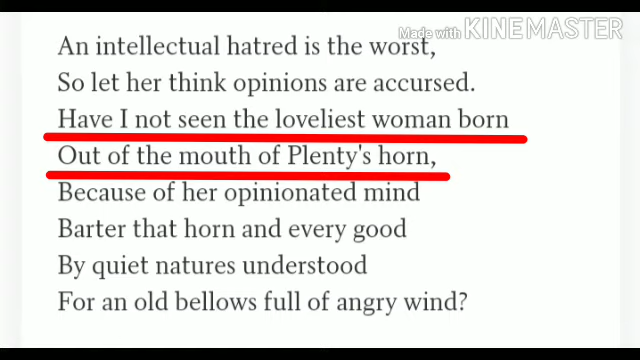 Made with KINEMASTER
An intellectual hatred is the worst,
So let her think opinions are accursed.
Have I not seen the loveliest woman born
Out of the mouth of Plenty's horn,
Because of her opinionated mind
Barter that horn and every good
By quiet natures understood
For an old bellows full of angry wind?